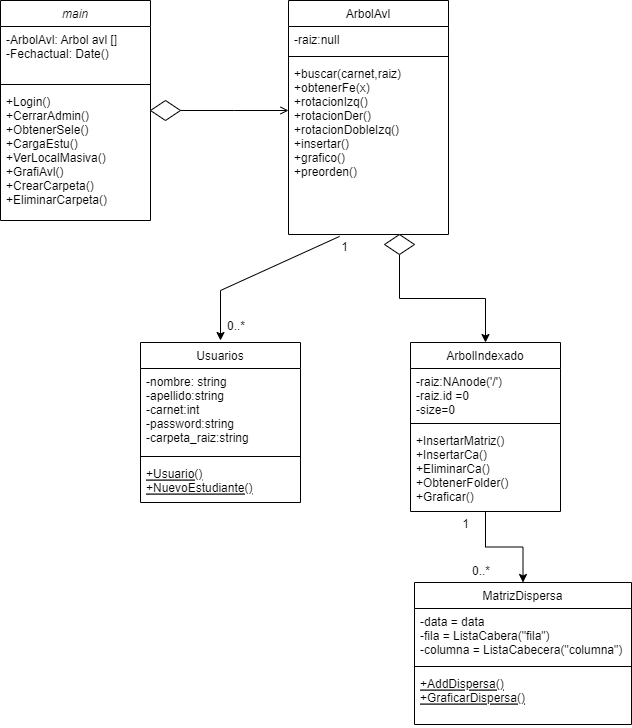 main
-ArbolAvl: Arbol avl []
-Fechactual: Date()
+Login()
+CerrarAdmin()
+ObtenerSele()
+CargaEstu()
+VerLocalMasiva()
+GrafiAvl()
+CrearCarpeta()
+EliminarCarpeta()
ArbolAvl
-raiz:null
+buscar(carnet,raiz)
+obtenerFe(x)
+rotacionIzq()
+rotacionDer()
+rotacionDobleIzq()
+insertar()
+grafico()
+preorden()
1
0..*
Usuarios
-nombre: string
-apellido:string
-carnet:int
-password:string
-carpeta_raiz:string
+Usuario()
+NuevoEstudiante()
ArbolIndexado
-raiz:NAnode('/')
-raiz.id =0
-size=0
+InsertarMatriz()
+InsertarCa()
+EliminarCa()
+ObtenerFolder()
+Graficar()
1
0..*
MatrizDispersa
-data = data
-fila = ListaCabera("fila")
-columna = ListaCabecera("columna")
+AddDispersa()
+GraficarDispersa()